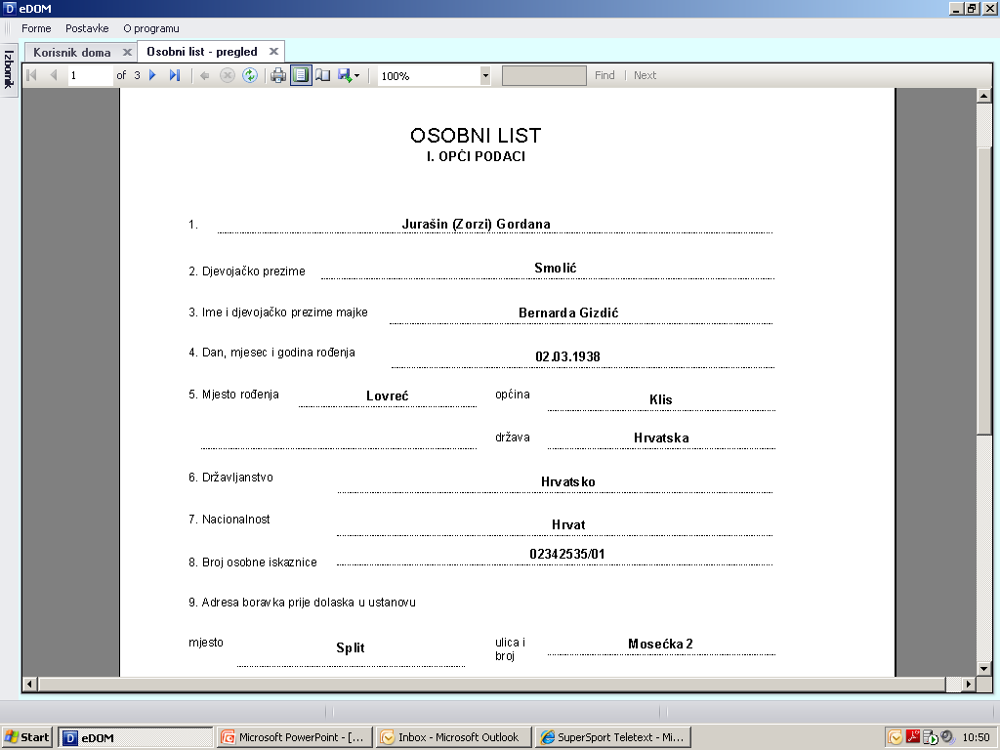 eDOM
Forme Postavke O programu
Izbornik
Korisnik doma Osobni list - pregled
1 of 3 100% Find Next
OSOBNI LIST
I. OPĆI PODACI
1. Jurašin (Zorzi) Gordana
2. Djevojačko prezime Smolić
3. Ime i djevojačko prezime majke Bernarda Gizdić
4. Dan, mjesec i godina rođenja 02.03.1938
5. Mjesto rođenja Lovreć općina Klis
država Hrvatska
6. Državljanstvo Hrvatsko
7. Nacionalnost Hrvat
8. Broj osobne iskaznice 02342535/01
9. Adresa boravka prije dolaska u ustanovu
mjesto Split ulica i Mosećka 2
broj
Start eDOM Microsoft PowerPoint - [... Inbox - Microsoft Outlook SuperSport Teletext - Mi... 10:50